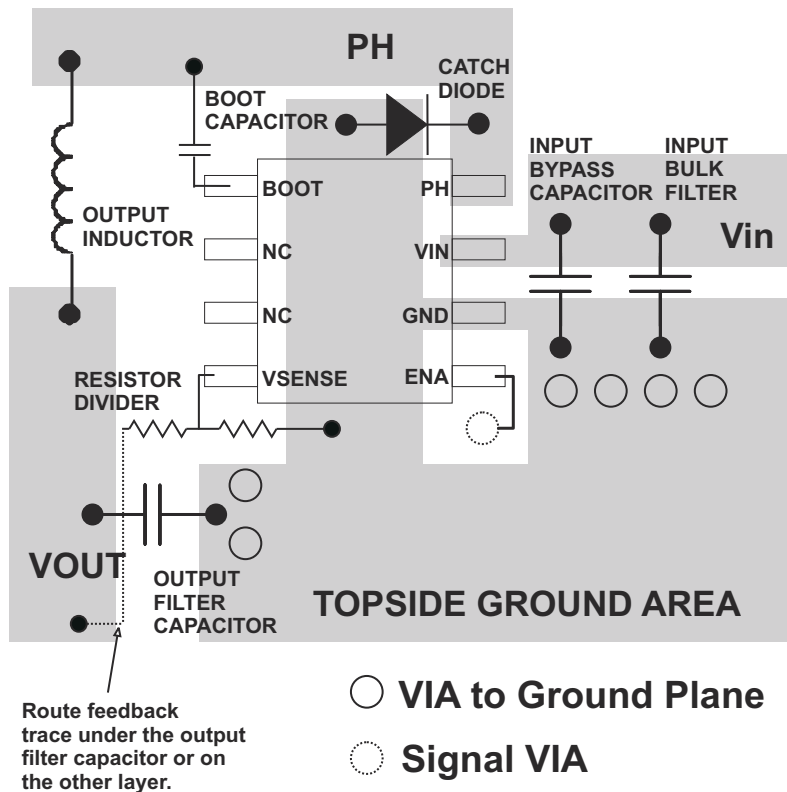 PH
CATCH
DIODE
BOOT
CAPACITOR
INPUT
BYPASS
CAPACITOR
INPUT
BULK
FILTER
OUTPUT
INDUCTOR
BOOT
PH
Vin
NC
VIN
NC
GND
RESISTOR
DIVIDER
VSENSE
ENA
VOUT
OUTPUT
FILTER
CAPACITOR
TOPSIDE GROUND AREA
Route feedback
trace under the output
filter capacitor or on
the other layer.
VIA to Ground Plane
Signal VIA